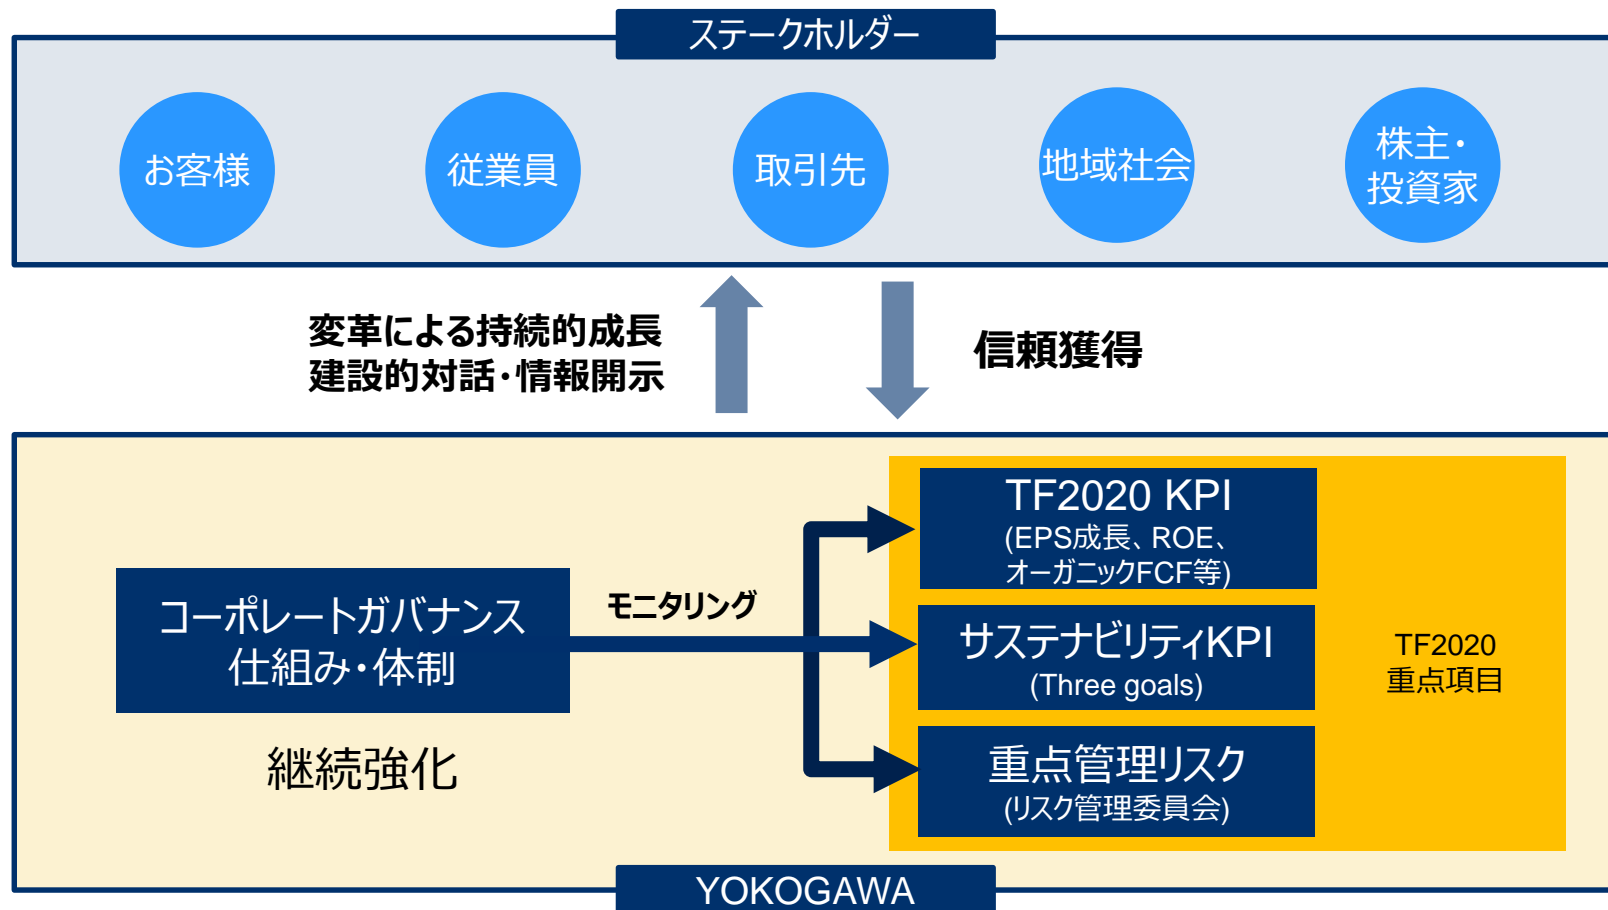 ステークホルダー
お客様
従業員
取引先
地域社会
株主・
投資家
変革による持続的成長
建設的対話・情報開示
信頼獲得
コーポレートガバナンス
仕組み・体制
継続強化
モニタリング
TF2020 KPI
(EPS成長、ROE、
オーガニックFCF等)
サステナビリティKPI
(Three goals)
重点管理リスク
(リスク管理委員会)
TF2020
重点項目
YOKOGAWA